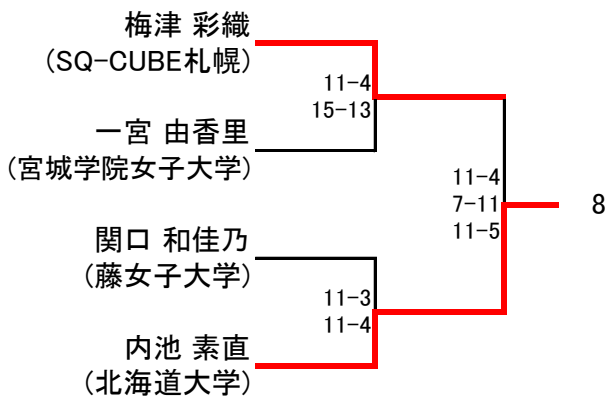 梅津 彩織
(SQ-CUBE札幌)
11-4
15-13
一宮 由香里
(宮城学院女子大学)
11-4
7-11
11-5
8
関口 和佳乃
(藤女子大学)
11-3
11-4
内池 素直
(北海道大学)